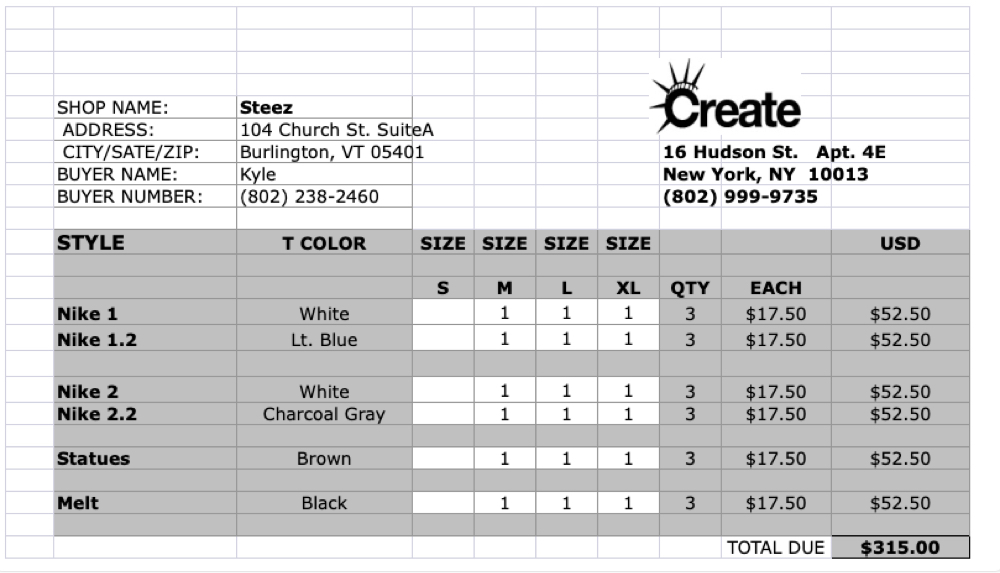 Create
SHOP NAME: Steez
ADDRESS: 104 Church St. SuiteA
CITY/SATE/ZIP: Burlington, VT 05401 16 Hudson St. Apt. 4E
BUYER NAME: Kyle New York, NY 10013
BUYER NUMBER: (802) 238-2460 (802) 999-9735
STYLE T COLOR SIZE SIZE SIZE SIZE USD
S M L XL QTY EACH
Nike 1 White 1 1 1 3 $17.50 $52.50
Nike 1.2 Lt. Blue 1 1 1 3 $17.50 $52.50
Nike 2 White 1 1 1 3 $17.50 $52.50
Nike 2.2 Charcoal Gray 1 1 1 3 $17.50 $52.50
Statues Brown 1 1 1 3 $17.50 $52.50
Melt Black 1 1 1 3 $17.50 $52.50
TOTAL DUE $315.00